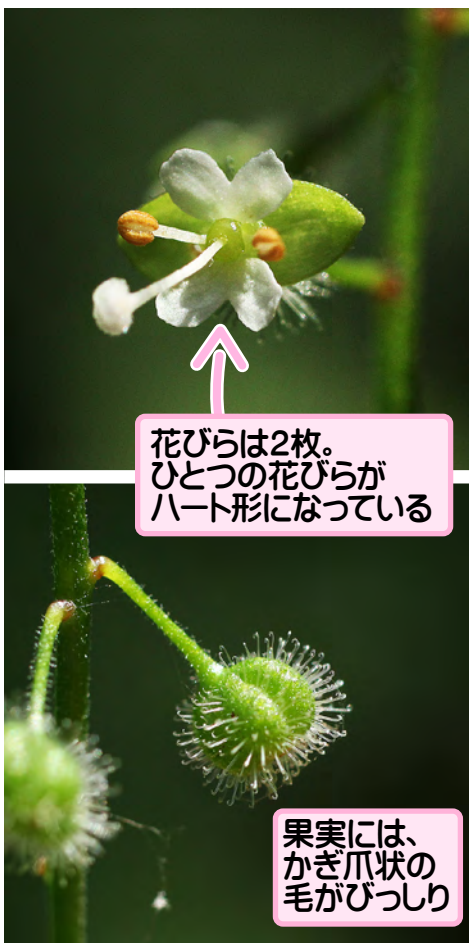 花びらは2枚。
ひとつの花びらが
ハート形になっている
果実には、
かぎ爪状の
毛がびっしり